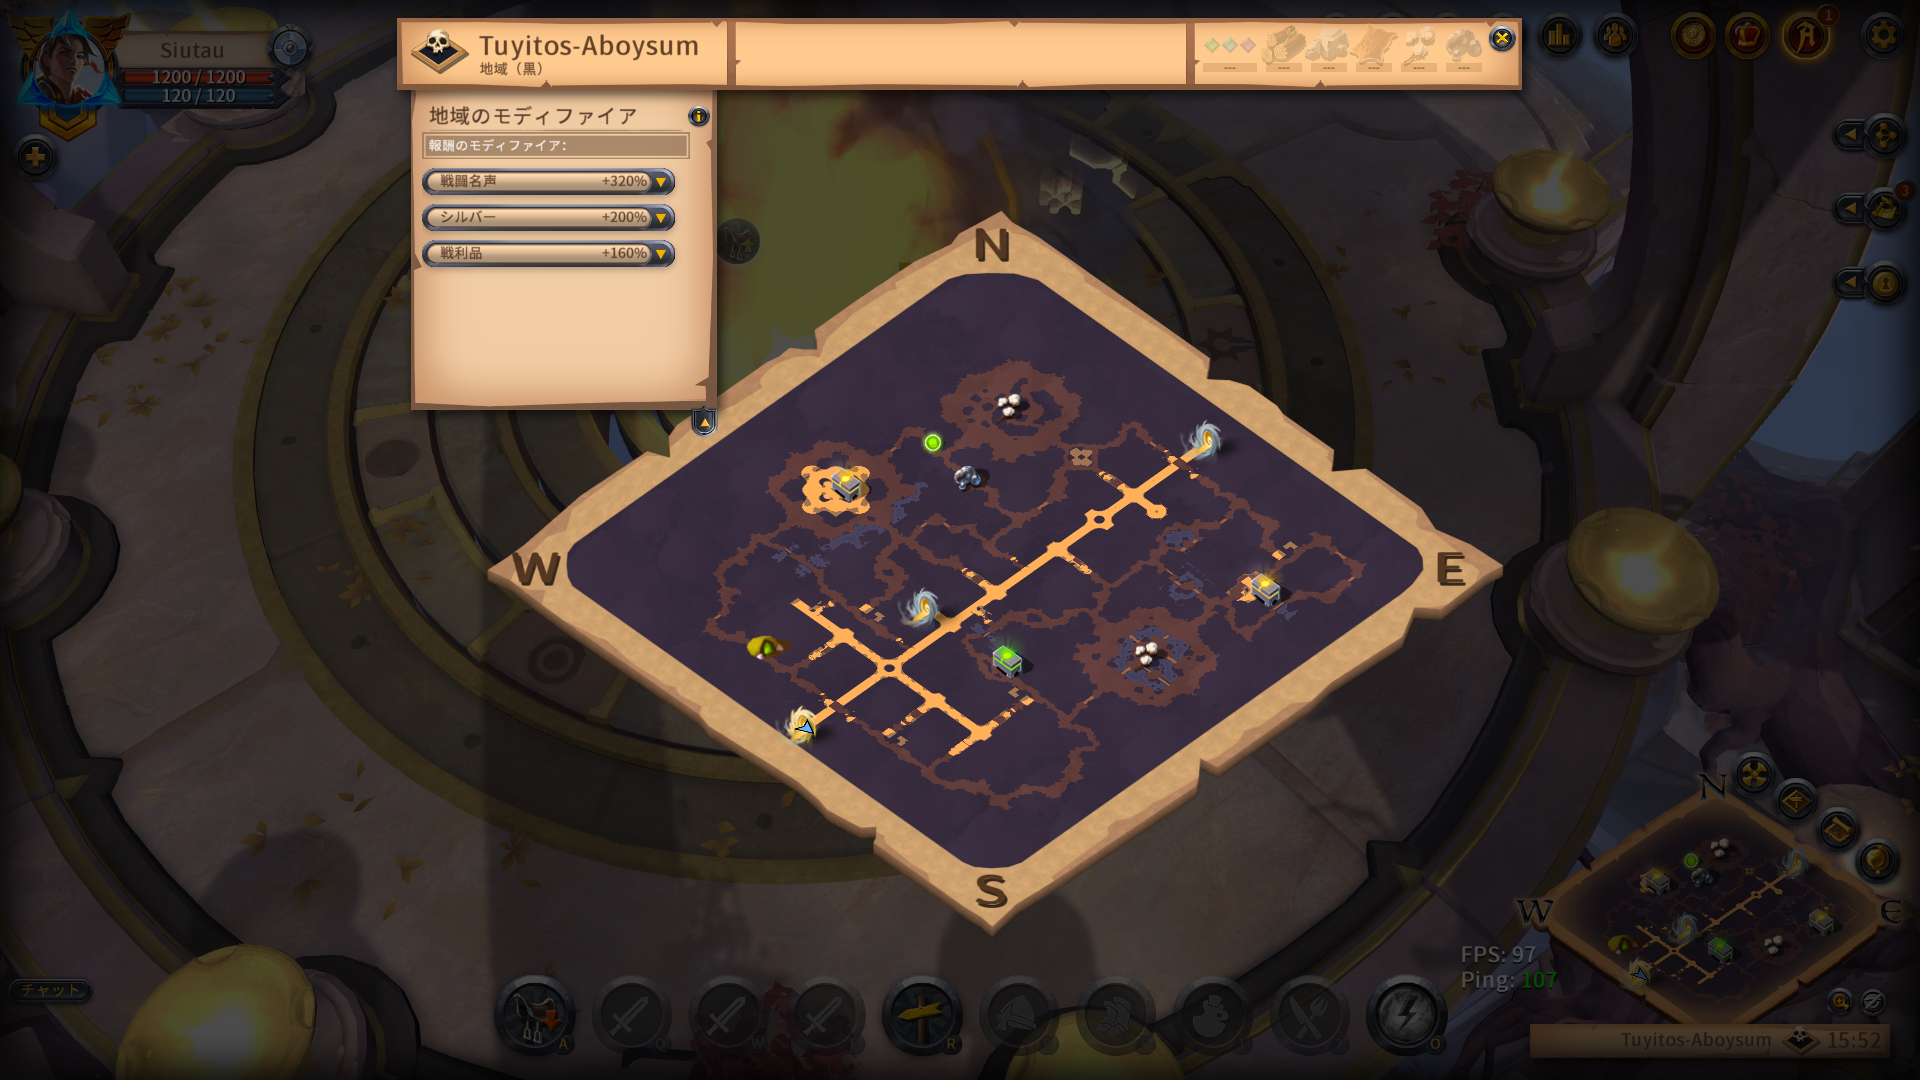 Siutau
1200 / 1200
120 / 120
Tuyitos-Aboysum
地域（黒）
--- --- --- --- --- ---
1
3
地域のモディファイア
報酬のモディファイア:
戦闘名声 +320%
シルバー +200%
戦利品 +160%
N
W
E
S
N
W
E
FPS: 97
Ping: 107
チャット
A
Q
W
R
O
Tuyitos-Aboysum 15:52